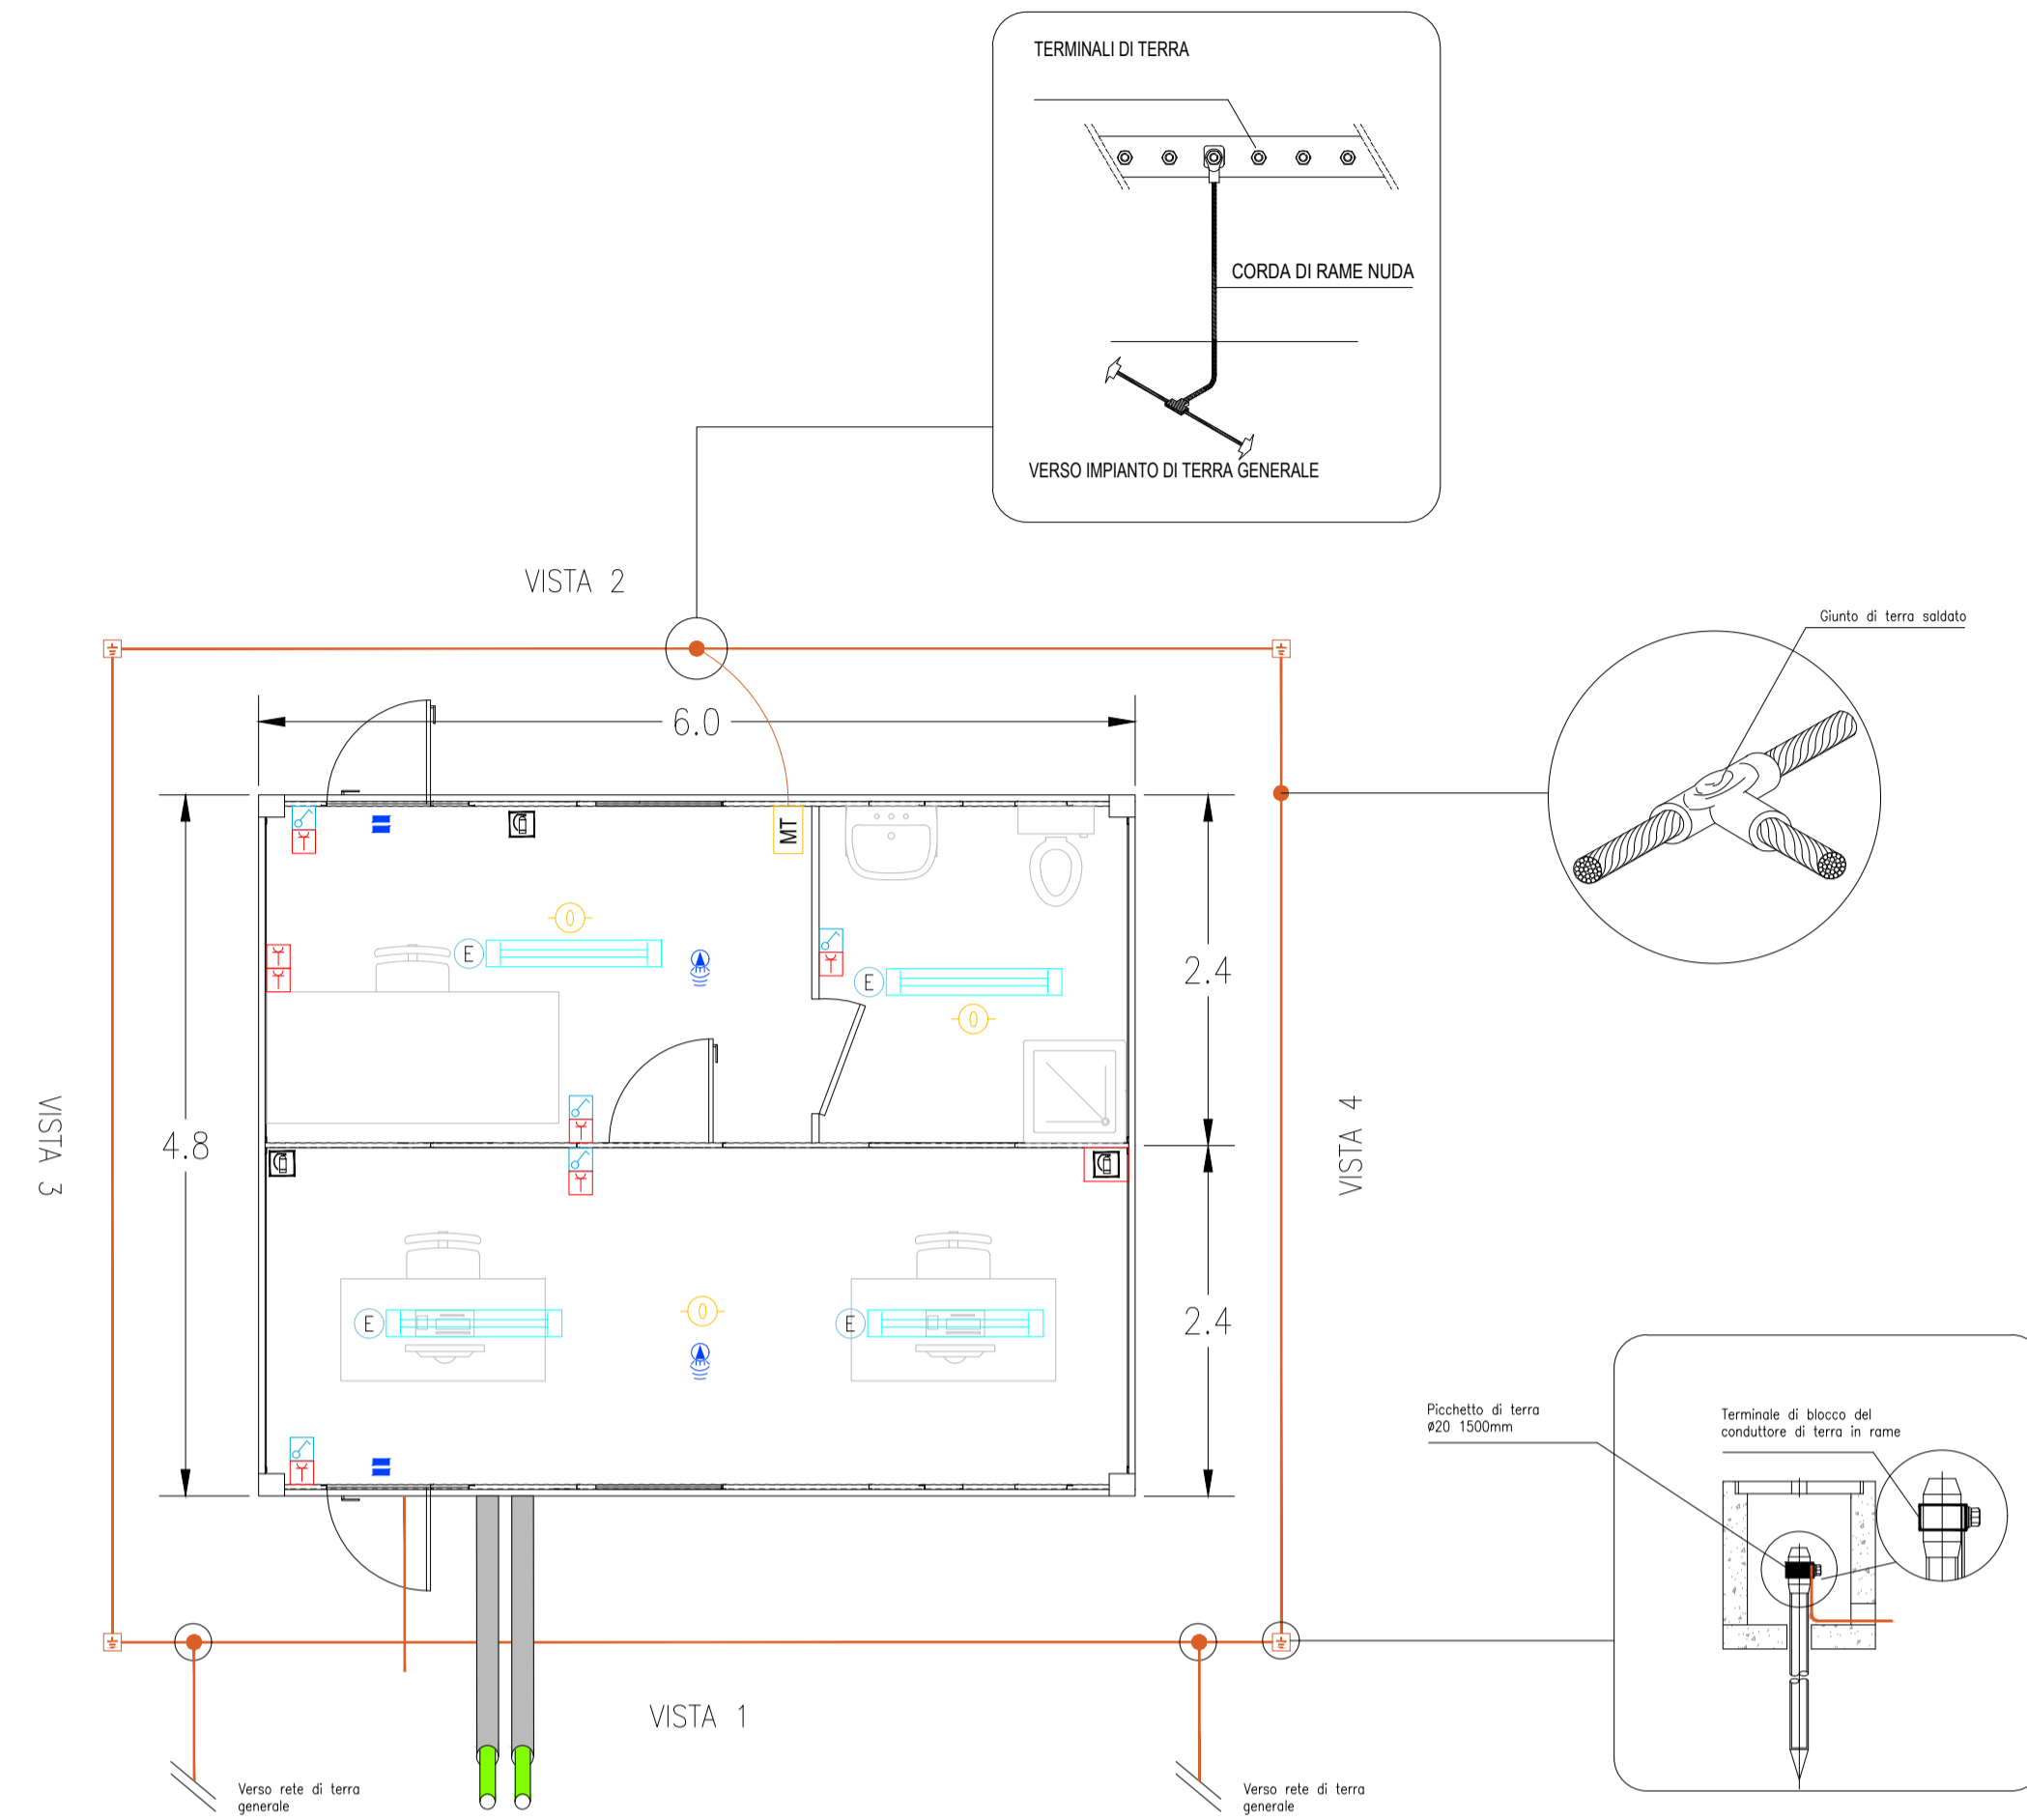 TERMINALI DI TERRA
CORDA DI RAME NUDA
VERSO IMPIANTO DI TERRA GENERALE
VISTA 2
Giunto di terra saldato
6.0
MT
E
E
2.4
VISTA 3
4.8
VISTA 4
E
E
2.4
Picchetto di terra
ø20 1500mm
Terminale di blocco del
conduttore di terra in rame
VISTA 1
Verso rete di terra
generale
Verso rete di terra
generale